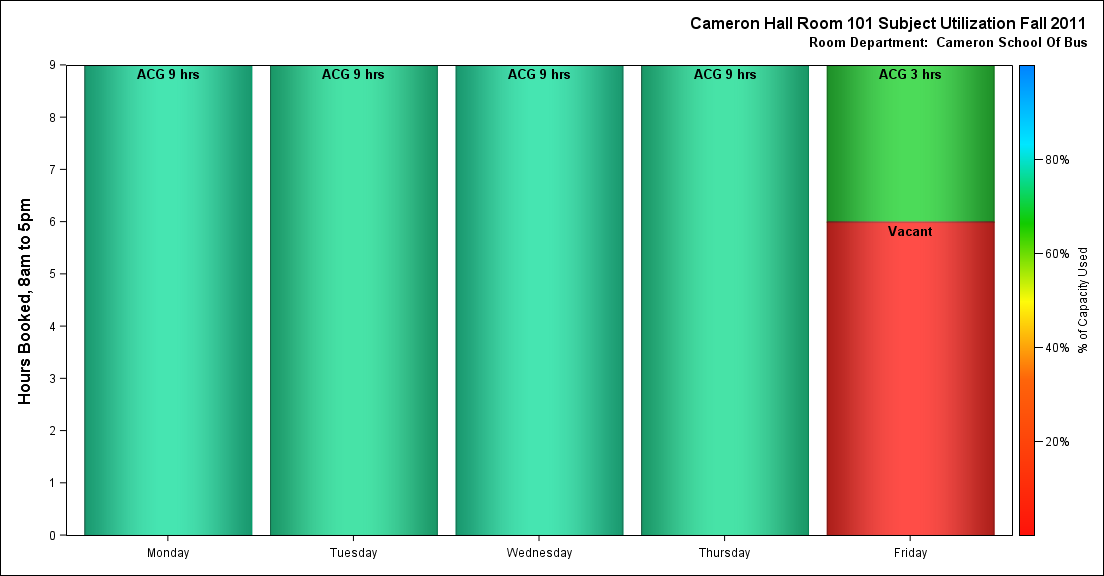 Cameron Hall Room 101 Subject Utilization Fall 2011
Room Department:  Cameron School Of Bus
Hours Booked, 8am to 5pm
9
8
7
6
5
4
3
2
1
0
ACG 9 hrs
ACG 9 hrs
ACG 9 hrs
ACG 9 hrs
ACG 3 hrs
Vacant
Monday
Tuesday
Wednesday
Thursday
Friday
80%
60%
40%
20%
% of Capacity Used